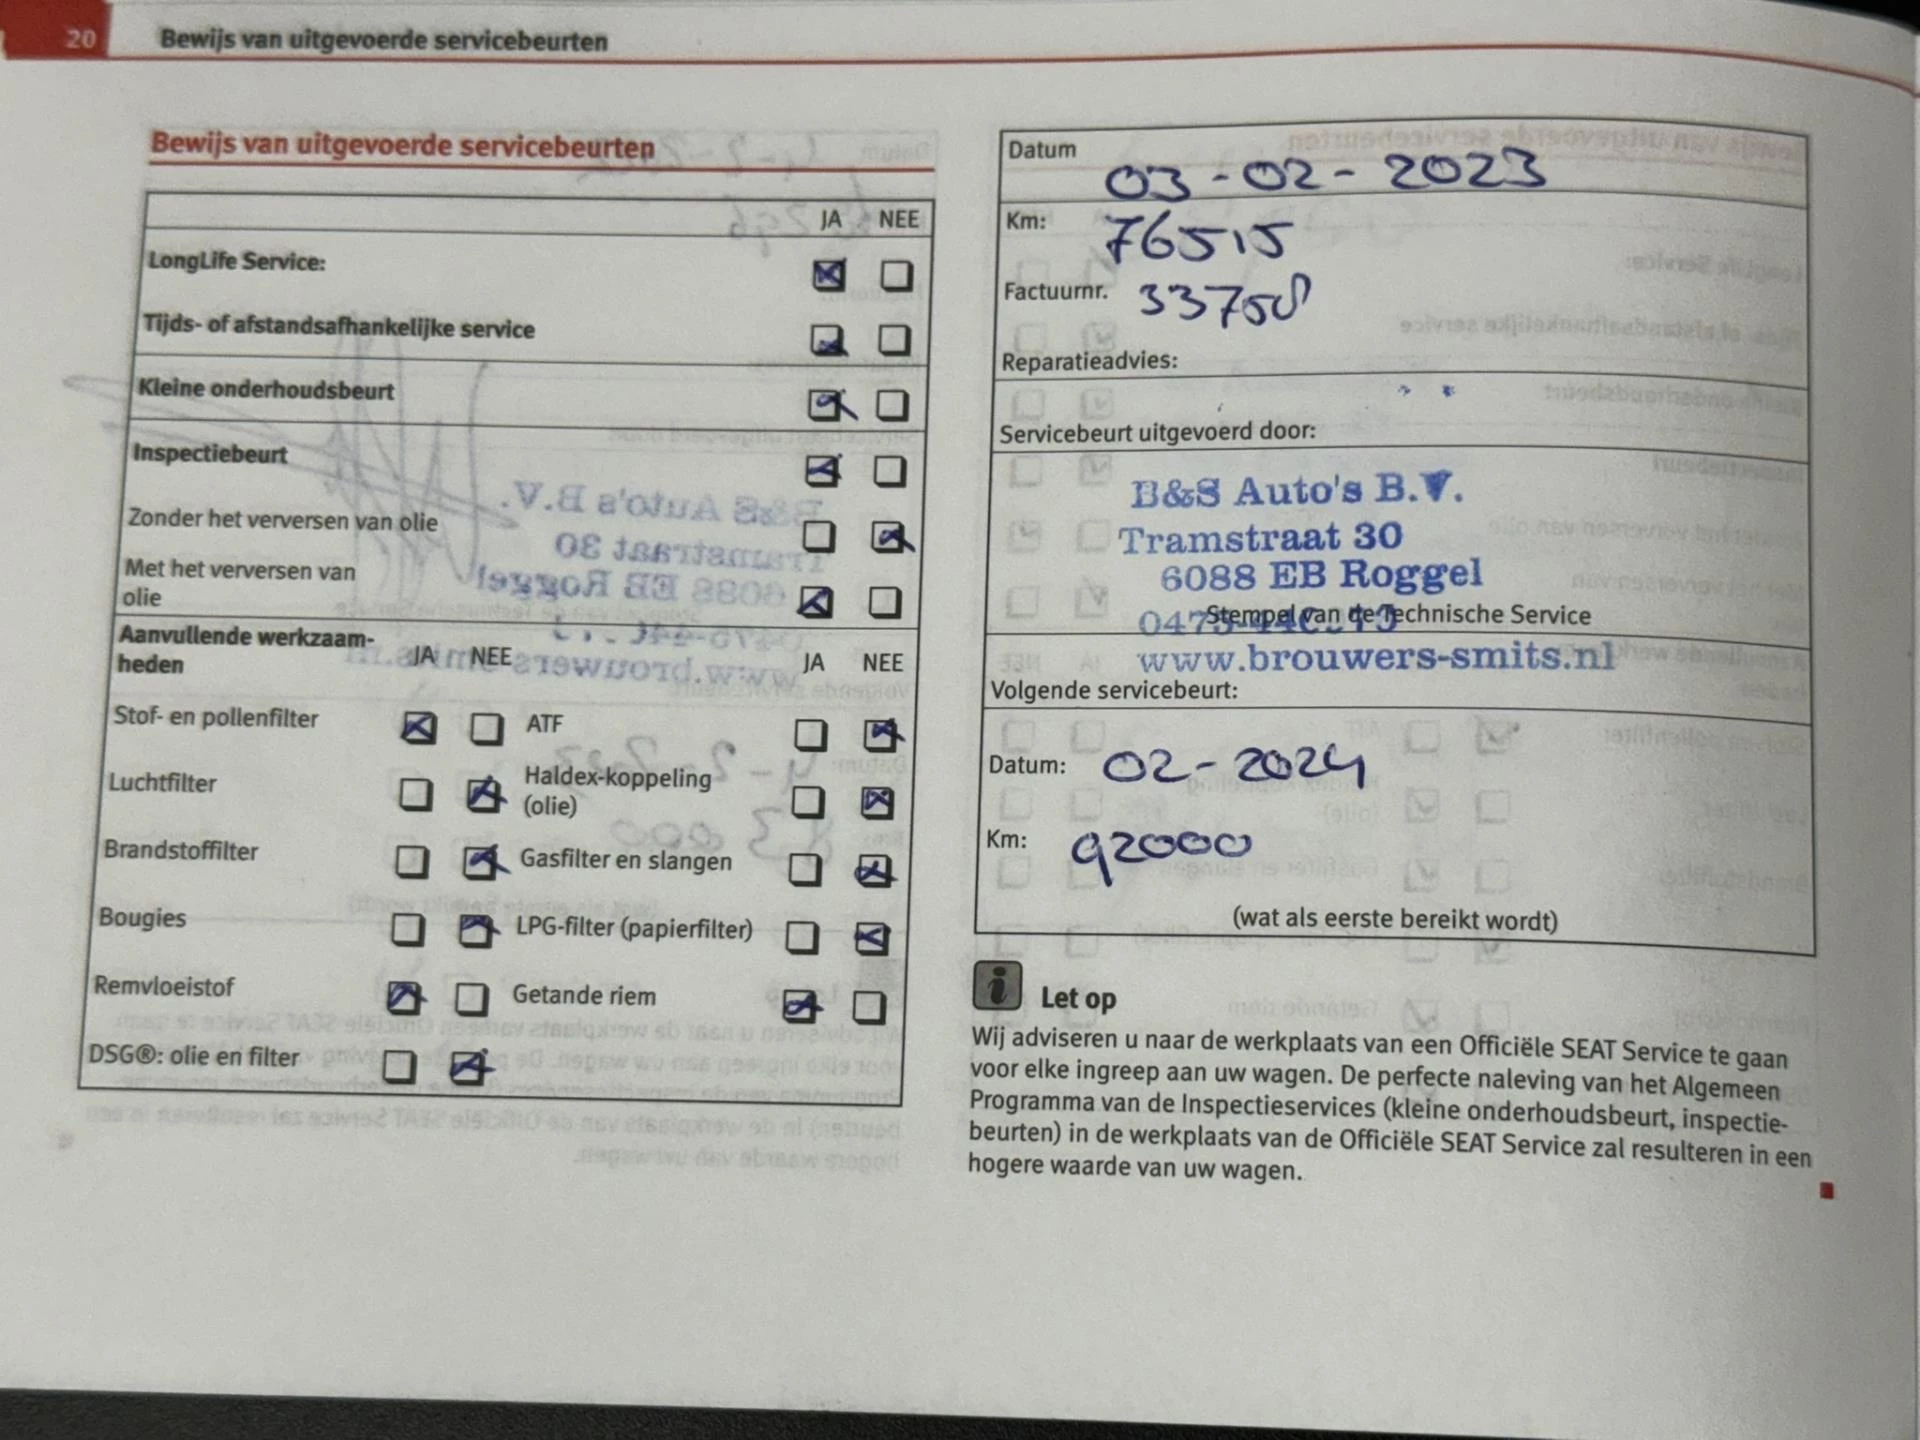 20 Bewijs van uitgevoerde servicebeurten
Bewijs van uitgevoerde servicebeurten
JA NEE
LongLife Service:
Tijds- of afstandsafhankelijke service
Kleine onderhoudsbeurt
Inspectiebeurt
Zonder het verversen van olie
Met het verversen van
olie
Aanvullende werkzaam-
heden
JA NEE JA NEE
Stof- en pollenfilter ATF
Luchtfilter Haldex-koppeling
(olie)
Brandstoffilter Gasfilter en slangen
Bougies LPG-filter (papierfilter)
Remvloeistof Getande riem
DSG®: olie en filter
Datum 03-02-2023
Km: 76515
Factuurnr. 33758
Reparatieadvies:
Servicebeurt uitgevoerd door:
B&S Auto's B.V.
Tramstraat 30
6088 EB Roggel
Stempel van de Technische Service
www.brouwers-smits.nl
Volgende servicebeurt:
Datum: 02-2024
Km: 92000
(wat als eerste bereikt wordt)
i Let op
Wij adviseren u naar de werkplaats van een Officiële SEAT Service te gaan
voor elke ingreep aan uw wagen. De perfecte naleving van het Algemeen
Programma van de Inspectieservices (kleine onderhoudsbeurt, inspectie-
beurten) in de werkplaats van de Officiële SEAT Service zal resulteren in een
hogere waarde van uw wagen.